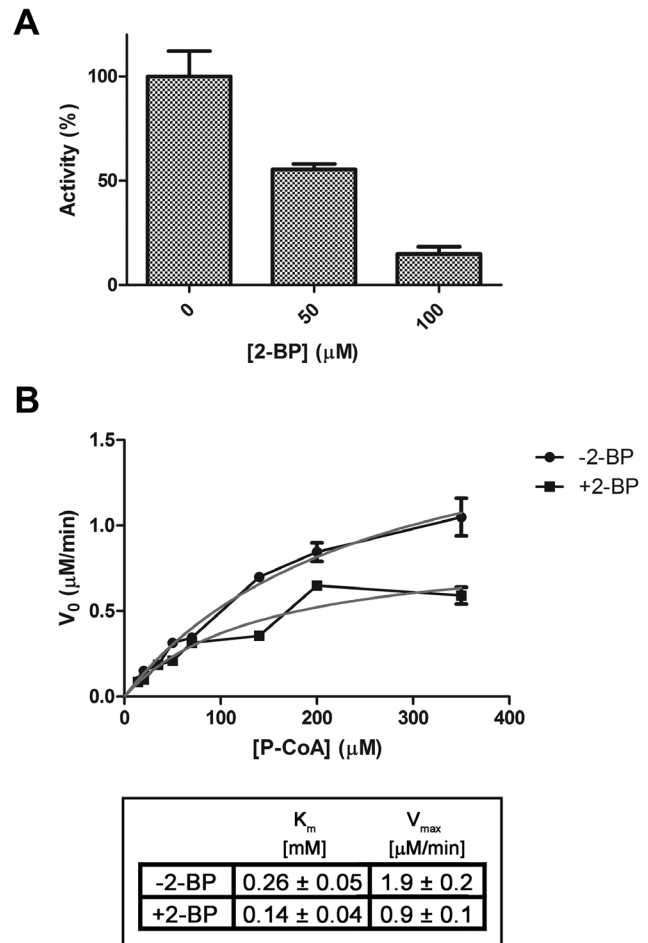 A
Activity (%)
100
50
0
0
50
100
[2-BP] (μM)
B
V0 (μM/min)
1.5
1.0
0.5
0.0
0
100
200
300
400
[P-CoA] (μM)
-2-BP
+2-BP
Km Vmax
[mM] [μM/min]
-2-BP 0.26 ± 0.05 1.9 ± 0.2
+2-BP 0.14 ± 0.04 0.9 ± 0.1